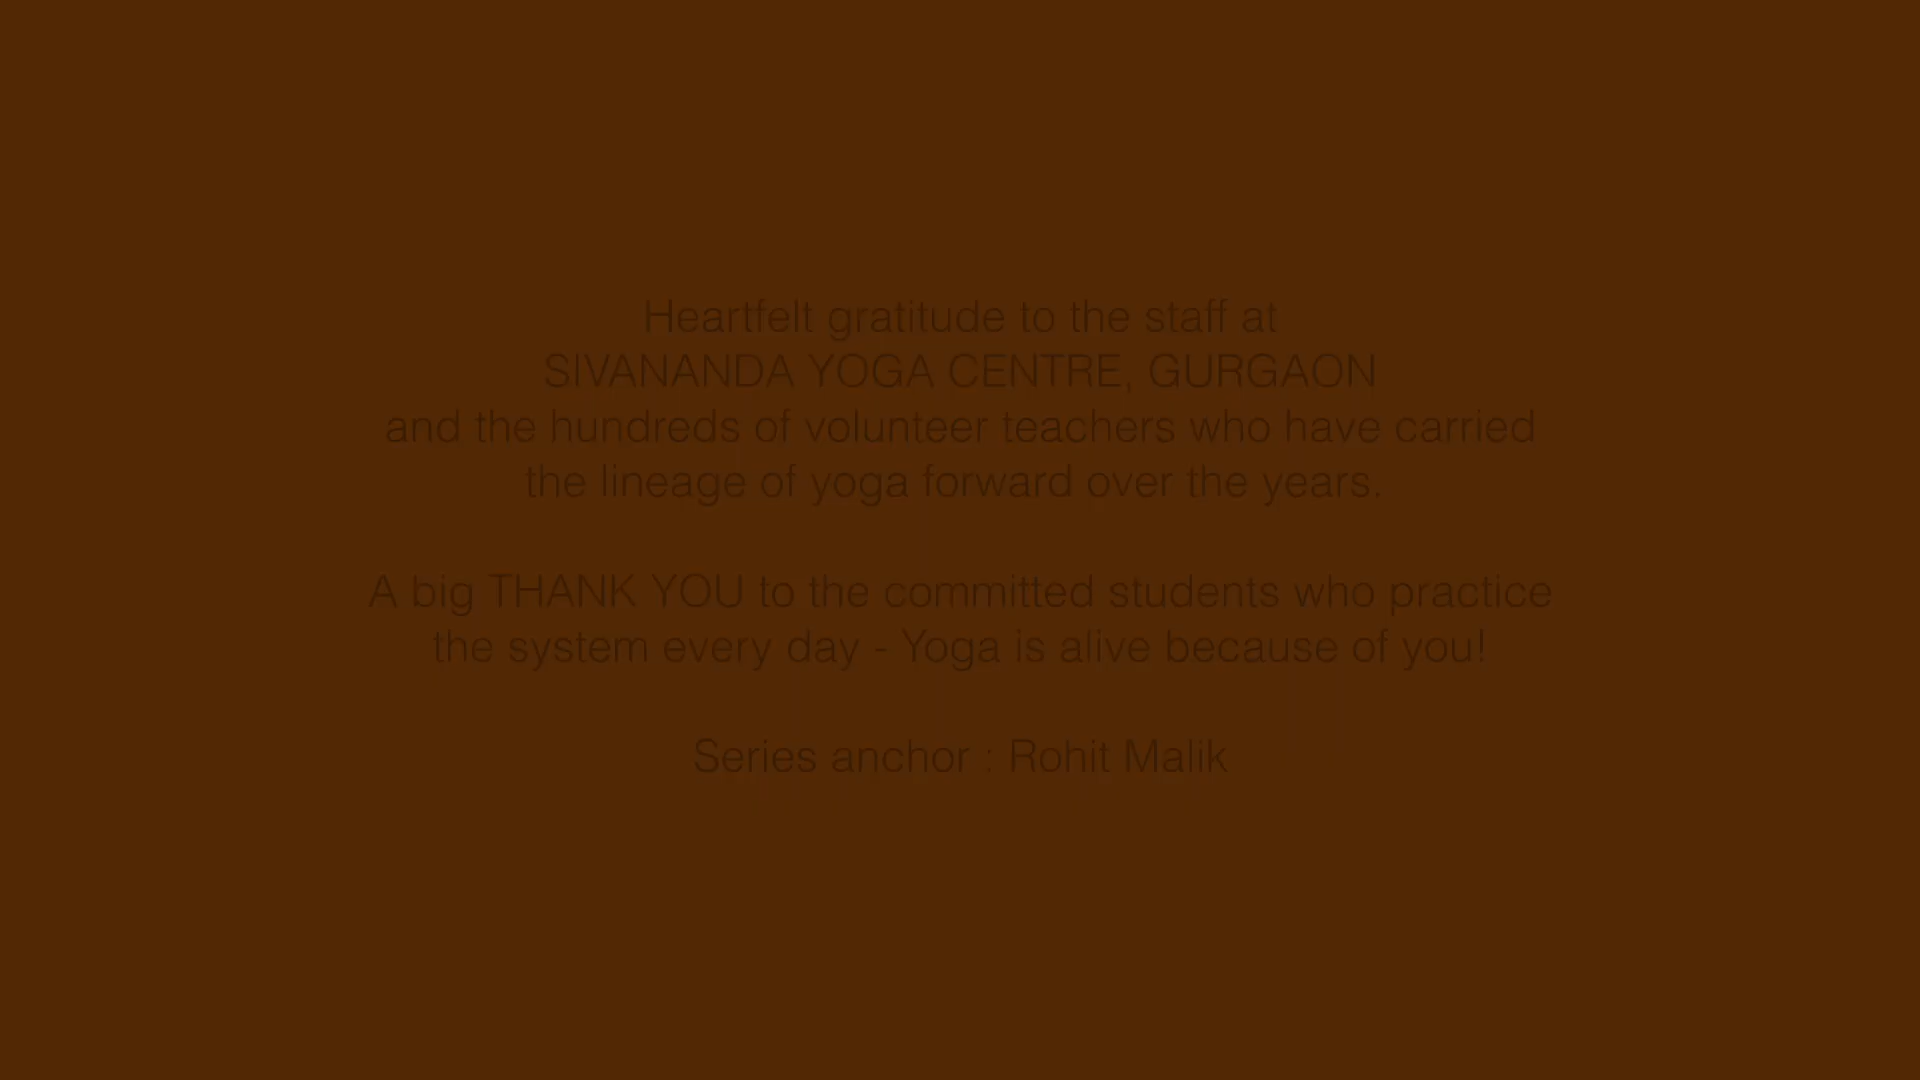 Heartfelt gratitude to the staff at
SIVANANDA YOGA CENTRE, GURGAON
and the hundreds of volunteer teachers who have carried
the lineage of yoga forward over the years.
A big THANK YOU to the committed students who practice
the system every day - Yoga is alive because of you!
Series anchor : Rohit Malik